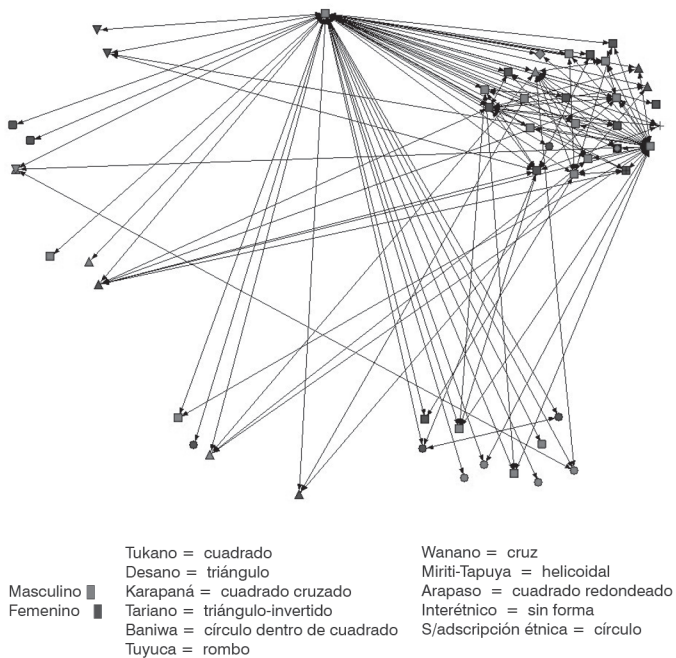 Tukano = cuadrado
Desano = triángulo
Masculino
Karapaná = cuadrado cruzado
Femenino
Tariano = triángulo-invertido
Baniwa = círculo dentro de cuadrado
Tuyuca = rombo
Wanano = cruz
Miriti-Tapuya = helicoidal
Arapaso = cuadrado redondeado
Interétnico = sin forma
S/adscripción étnica = círculo